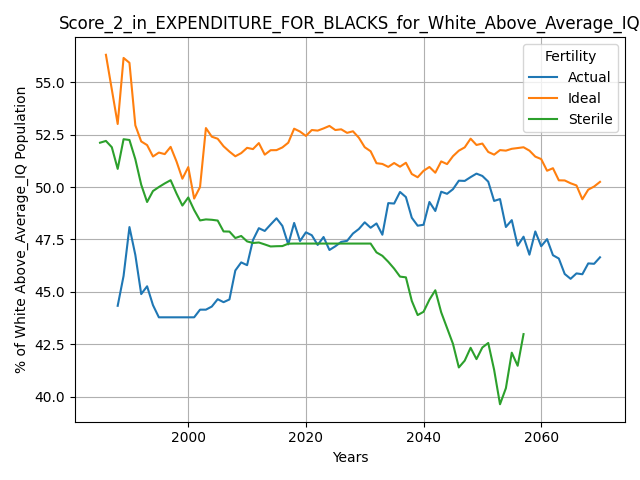 Score_2_in_EXPENDITURE_FOR_BLACKS_for_White_Above_Average_IQ
Fertility
Actual
Ideal
Sterile
% of White Above_Average_IQ Population
55.0
52.5
50.0
47.5
45.0
42.5
40.0
2000
2020
2040
2060
Years